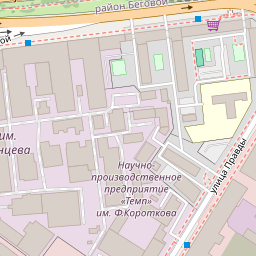 район Беговой
ой
им.
нцева
Научно-
производственное
предприятие
«Темп»
им. Ф.Короткова
улица Правды